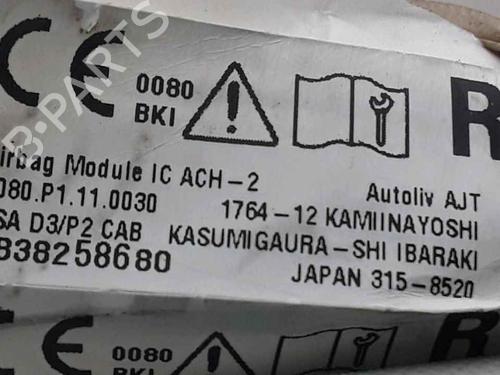 CE 0080 BKI R
irbag Module IC ACH-2
080.P1.11.0030
SA D3/P2 CAB
B38258680
Autoliv AJT
1764-12 KAMIINAYOSHI
KASUMIGAURA-SHI IBARAKI
JAPAN 315-8520
B-PARTS
CE 0080